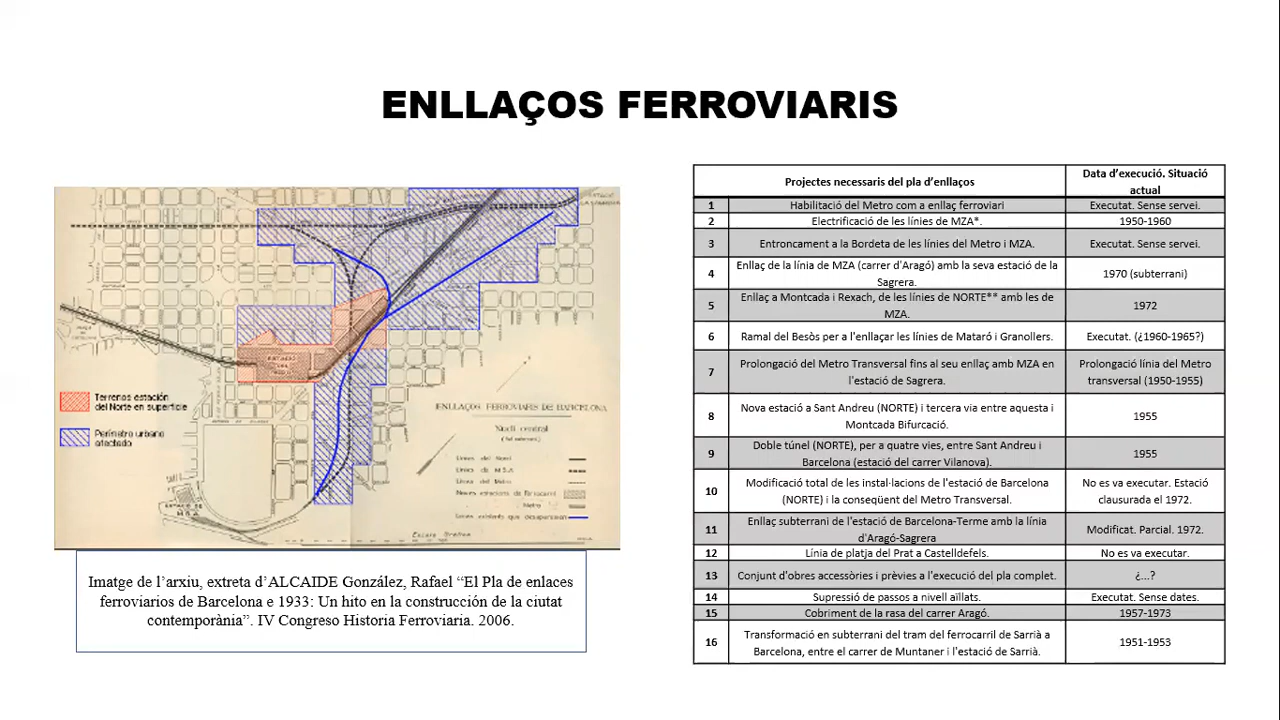 ENLLAÇOS FERROVIARIS
Terrenos estación
del Norte en superficie
Perímetro urbano
afectado
ENLLAÇOS FERROVIARIS DE BARCELONA
Nudi central
Escala Gráfica
Imatge de l'arxiu, extreta d'ALCAIDE González, Rafael “El Pla de enlaces
ferroviarios de Barcelona e 1933: Un hito en la construcción de la ciutat
contemporània”. IV Congreso Historia Ferroviaria. 2006.
Projectes necessaris del pla d'enllaços
Data d'execució. Situació
actual
1 Habilitació del Metro com a enllaç ferroviari Executat. Sense servei.
2 Electrificació de les línies de MZA*. 1950-1960
3 Entroncament a la Bordeta de les línies del Metro i MZA. Executat. Sense servei.
4 Enllaç de la línia de MZA (carrer d'Aragó) amb la seva estació de la
Sagrera. 1970 (subterrani)
5 Enllaç a Montcada i Rexach, de les línies de NORTE** amb les de
MZA. 1972
6 Ramal del Besòs per a l'enllaçar les línies de Mataró i Granollers. Executat. (¿1960-1965?)
7 Prolongació del Metro Transversal fins al seu enllaç amb MZA en
l'estació de Sagrera. Prolongació línia del Metro
transversal (1950-1955)
8 Nova estació a Sant Andreu (NORTE) i tercera via entre aquesta i
Montcada Bifurcació. 1955
9 Doble túnel (NORTE), per a quatre vies, entre Sant Andreu i
Barcelona (estació del carrer Vilanova). 1955
10 Modificació total de les instal·lacions de l'estació de Barcelona
(NORTE) i la conseqüent del Metro Transversal. No es va executar. Estació
clausurada el 1972.
11 Enllaç subterrani de l'estació de Barcelona-Terme amb la línia
d'Aragó-Sagrera Modificat. Parcial. 1972.
12 Línia de platja del Prat a Castelldefels. No es va executar.
13 Conjunt d'obres accessòries i prèvies a l'execució del pla complet. ¿...?
14 Supressió de passos a nivell aïllats. Executat. Sense dates.
15 Cobriment de la rasa del carrer Aragó. 1957-1973
16 Transformació en subterrani del tram del ferrocarril de Sarrià a
Barcelona, entre el carrer de Muntaner i l'estació de Sarrià. 1951-1953